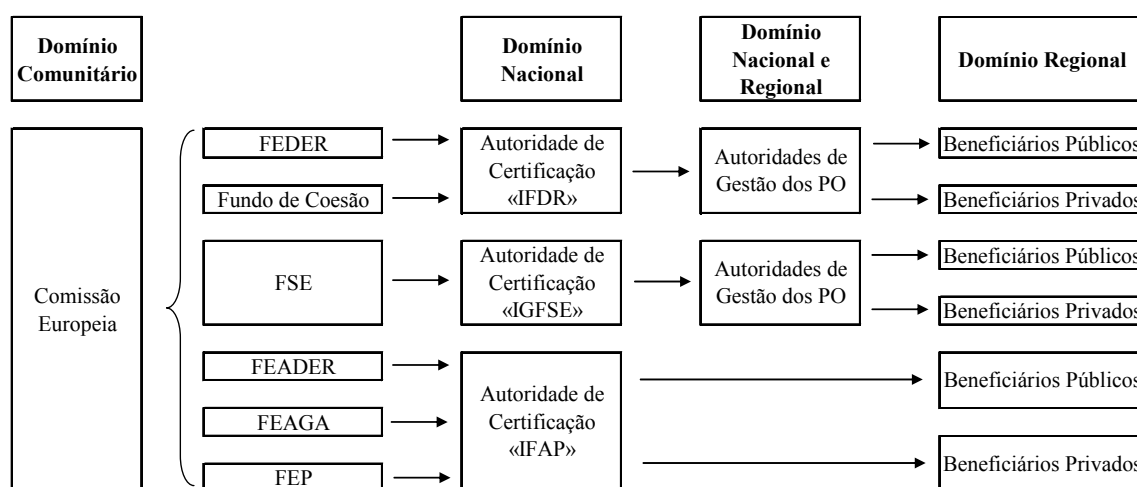 Domínio
Comunitário
Domínio
Nacional
Domínio
Nacional e
Regional
Domínio Regional
Comissão
Europeia
FEDER
Fundo de Coesão
FSE
FEADER
FEAGA
FEP
Autoridade de
Certificação
«IFDR»
Autoridade de
Certificação
«IGFSE»
Autoridade de
Certificação
«IFAP»
Autoridades de
Gestão dos PO
Autoridades de
Gestão dos PO
Beneficiários Públicos
Beneficiários Privados
Beneficiários Públicos
Beneficiários Privados
Beneficiários Públicos
Beneficiários Privados